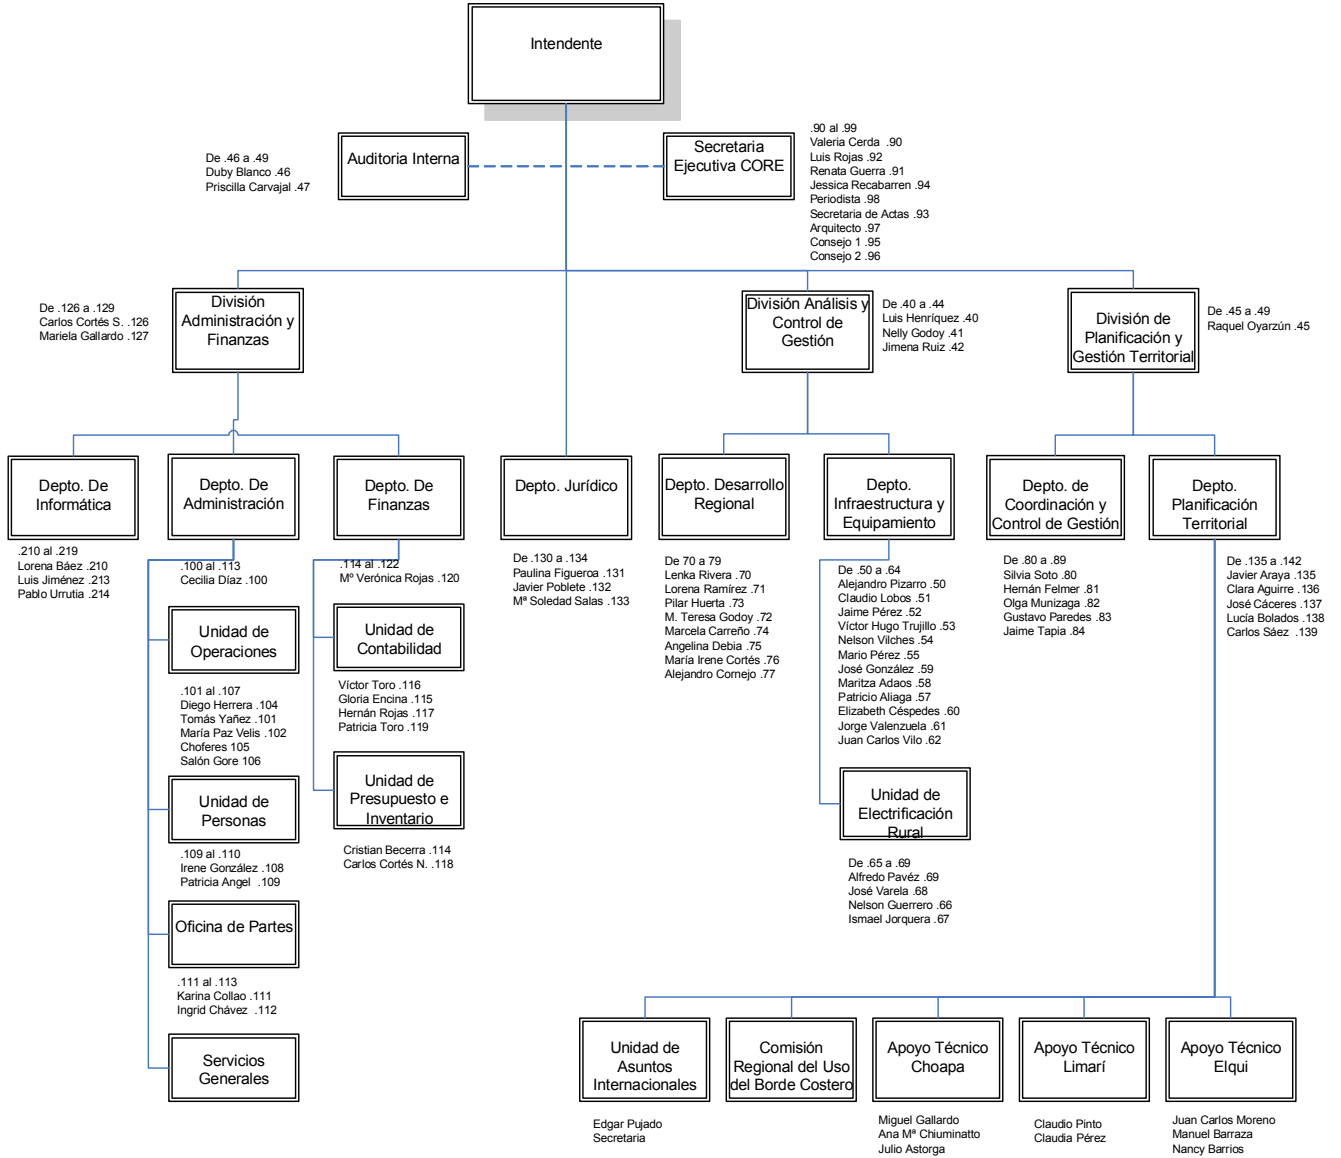 Intendente
Auditoria Interna
De .46 a .49
Duby Blanco .46
Priscilla Carvajal .47
Secretaria
Ejecutiva CORE
.90 al .99
Valeria Cerda .90
Luis Rojas .92
Renata Guerra .91
Jessica Recabarren .94
Periodista .98
Secretaria de Actas .93
Arquitecto .97
Consejo 1 .95
Consejo 2 .96
De .126 a .129
Carlos Cortés S. .126
Mariela Gallardo .127
División
Administración y
Finanzas
División Análisis y
Control de
Gestión
De .40 a .44
Luis Henríquez .40
Nelly Godoy .41
Jimena Ruiz .42
División de
Planificación y
Gestión Territorial
De .45 a .49
Raquel Oyarzún .45
Depto. De
Informática
.210 al .219
Lorena Báez .210
Luis Jiménez .213
Pablo Urrutia .214
Depto. De
Administración
.100 al .113
Cecilia Díaz .100
Unidad de
Operaciones
.101 al .107
Diego Herrera .104
Tomás Yañez .101
María Paz Velis .102
Choferes 105
Salón Gore 106
Unidad de
Personas
.109 al .110
Irene González .108
Patricia Angel .109
Oficina de Partes
.111 al .113
Karina Collao .111
Ingrid Chávez .112
Servicios
Generales
Depto. De
Finanzas
.114 al .122
Mº Verónica Rojas .120
Unidad de
Contabilidad
Víctor Toro .116
Gloria Encina .115
Hernán Rojas .117
Patricia Toro .119
Unidad de
Presupuesto e
Inventario
Cristian Becerra .114
Carlos Cortés N. .118
Depto. Jurídico
De .130 a .134
Paulina Figueroa .131
Javier Poblete .132
Mª Soledad Salas .133
Depto. Desarrollo
Regional
De 70 a 79
Lenka Rivera .70
Lorena Ramírez .71
Pilar Huerta .73
M. Teresa Godoy .72
Marcela Carreño .74
Angelina Debia .75
María Irene Cortés .76
Alejandro Cornejo .77
Depto.
Infraestructura y
Equipamiento
De .50 a .64
Alejandro Pizarro .50
Claudio Lobos .51
Jaime Pérez .52
Víctor Hugo Trujillo .53
Nelson Vilches .54
Mario Pérez .55
José González .59
Maritza Adaos .58
Patricio Aliaga .57
Elizabeth Céspedes .60
Jorge Valenzuela .61
Juan Carlos Vilo .62
Unidad de
Electrificación
Rural
De .65 a .69
Alfredo Pavéz .69
José Varela .68
Nelson Guerrero .66
Ismael Jorquera .67
Depto. de
Coordinación y
Control de Gestión
De .80 a .89
Silvia Soto .80
Hernán Felmer .81
Olga Munizaga .82
Gustavo Paredes .83
Jaime Tapia .84
Depto.
Planificación
Territorial
De .135 a .142
Javier Araya .135
Clara Aguirre .136
José Cáceres .137
Lucía Bolados .138
Carlos Sáez .139
Unidad de
Asuntos
Internacionales
Edgar Pujado
Secretaria
Comisión
Regional del Uso
del Borde Costero
Apoyo Técnico
Choapa
Miguel Gallardo
Ana Mª Chiuminatto
Julio Astorga
Apoyo Técnico
Limarí
Claudio Pinto
Claudia Pérez
Apoyo Técnico
Elqui
Juan Carlos Moreno
Manuel Barraza
Nancy Barrios